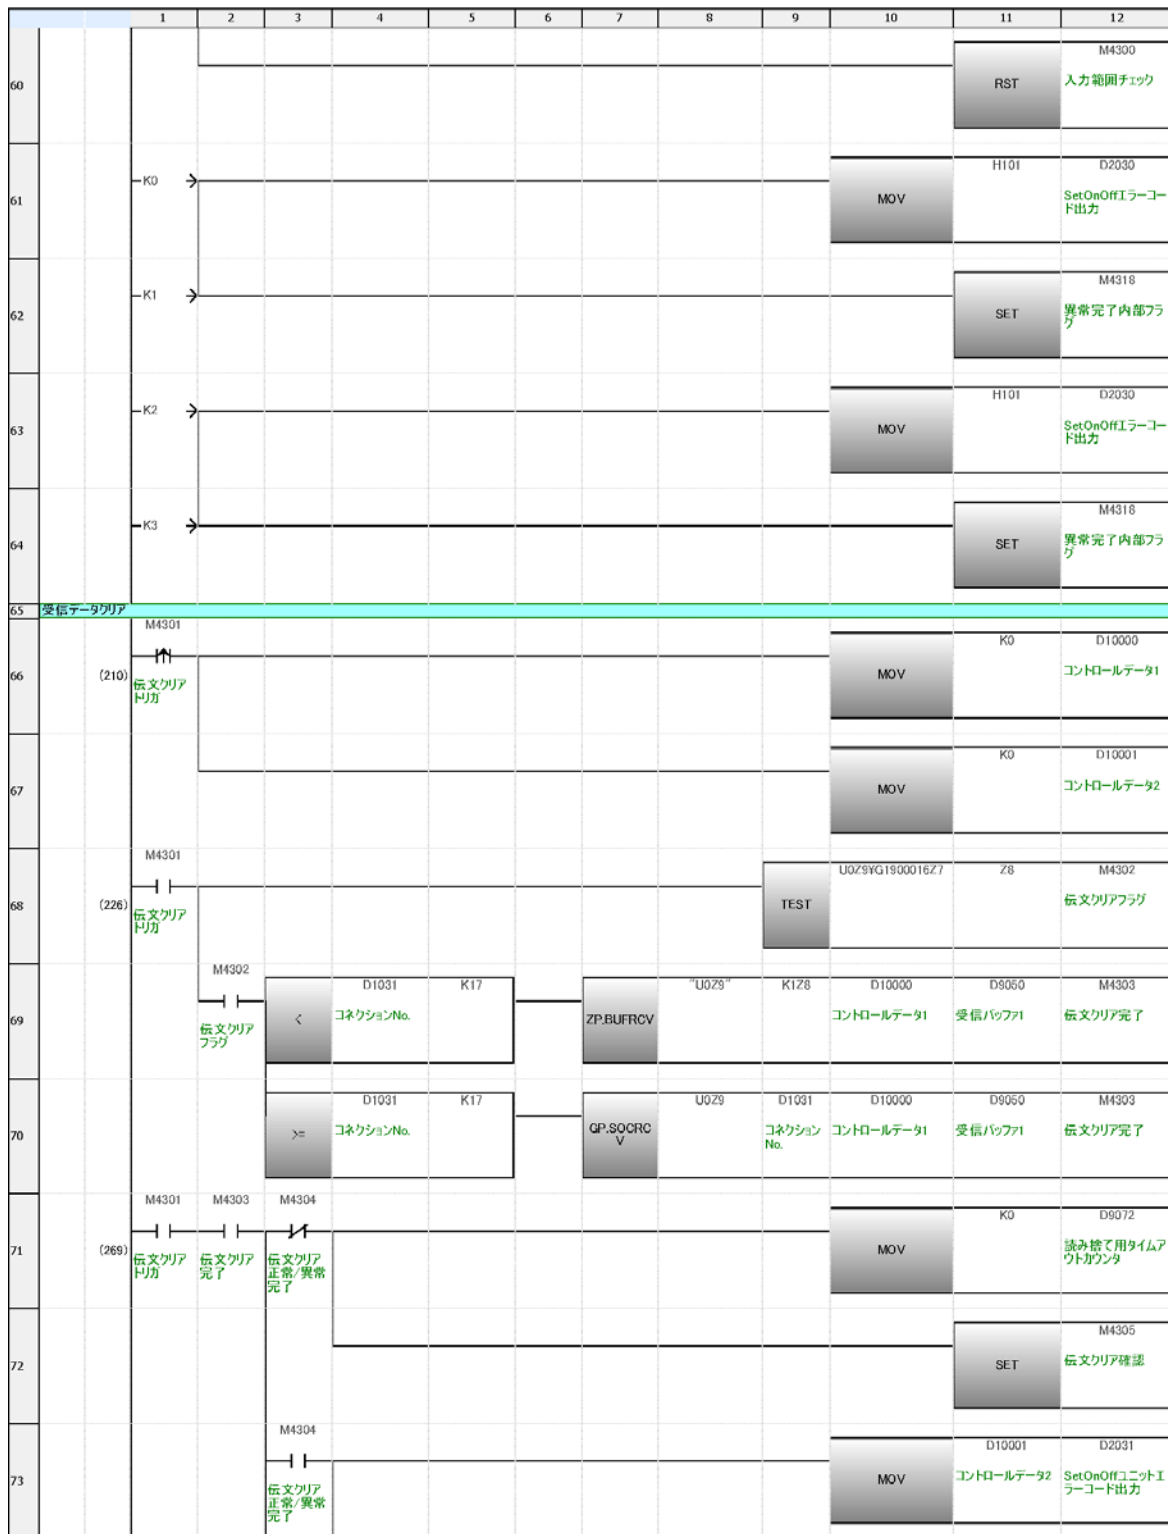 1 2 3 4 5 6 7 8 9 10 11 12
M4300
60 RST 入力範囲チェック
K0 H101 D2030
61 MOV SetOnOffエラーコー
ド出力
K1 M4318
62 SET 異常完了内部フラ
グ
K2 H101 D2030
63 MOV SetOnOffエラーコー
ド出力
K3 M4318
64 SET 異常完了内部フラ
グ
65 受信データクリア
M4301 K0 D10000
66 (210) 伝文クリア MOV コントロールデータ1
トリガ
K0 D10001
67 MOV コントロールデータ2
M4301 U0Z9¥G1900016Z7 Z8 M4302
68 (226) 伝文クリア TEST 伝文クリアフラグ
トリガ
M4302 D1031 K17 "U0Z9" K1Z8 D10000 D9050 M4303
69 伝文クリア < コネクションNo. ZP.BUFRCV コントロールデータ1 受信バッファ1 伝文クリア完了
フラグ
D1031 K17 U0Z9 D1031 D10000 D9050 M4303
70 >= コネクションNo. GP.SOCRC コネクション コントロールデータ1 受信バッファ1 伝文クリア完了
V No.
M4301 M4303 M4304 K0 D9072
71 (269) 伝文クリア 伝文クリア 伝文クリア MOV 読み捨て用タイムア
トリガ 完了 正常/異常 ウトカウンタ
完了
M4305
72 SET 伝文クリア確認
M4304 D10001 D2031
73 伝文クリア MOV コントロールデータ2 SetOnOffユニットエ
正常/異常 ラーコード出力
完了